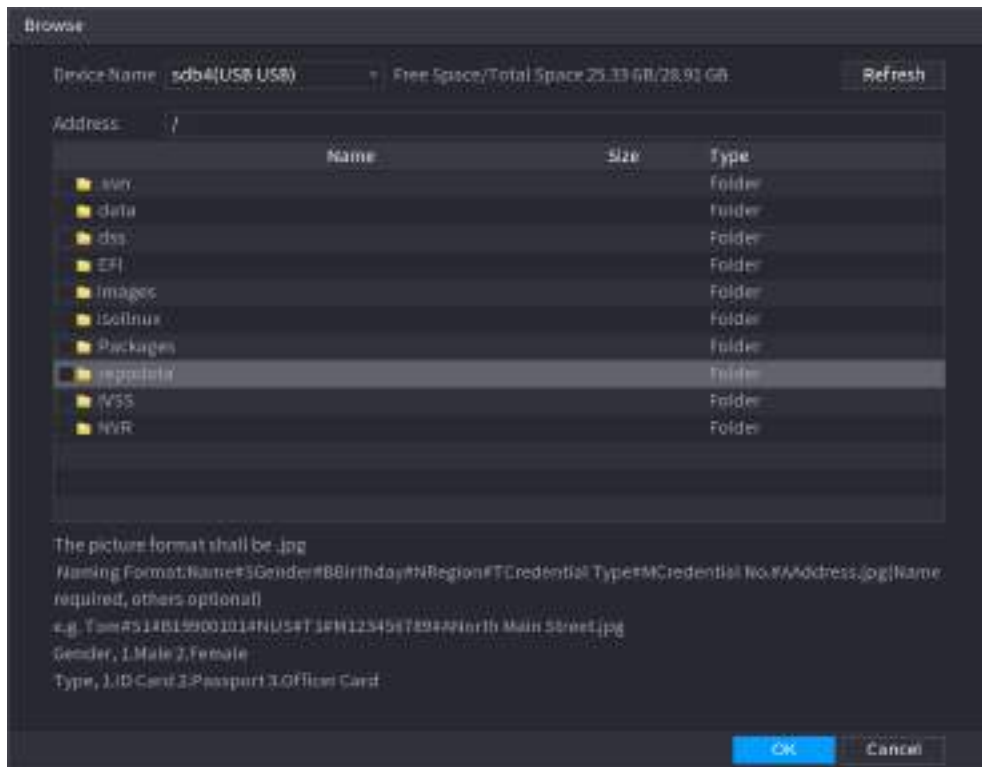 Browse
Device Name sdb4(USB USB) Free Space/Total Space 25.33 GB/28.91 GB Refresh
Address /
Name Size Type
.svn Folder
data Folder
dss Folder
EFI Folder
images Folder
isolinux Folder
Packages Folder
repodata Folder
IVSS Folder
NVR Folder
The picture format shall be .jpg
Naming Format:Name#SGender#BBirthday#NRegion#TCredential Type#MCredential No.#AAddress.jpg(Name
required, others optional)
e.g. Tom#S1#B19900101#NUS#T1#M123456789#ANorth Main Street.jpg
Gender, 1.Male 2.Female
Type, 1.ID Card 2.Passport 3.Officer Card
OK Cancel